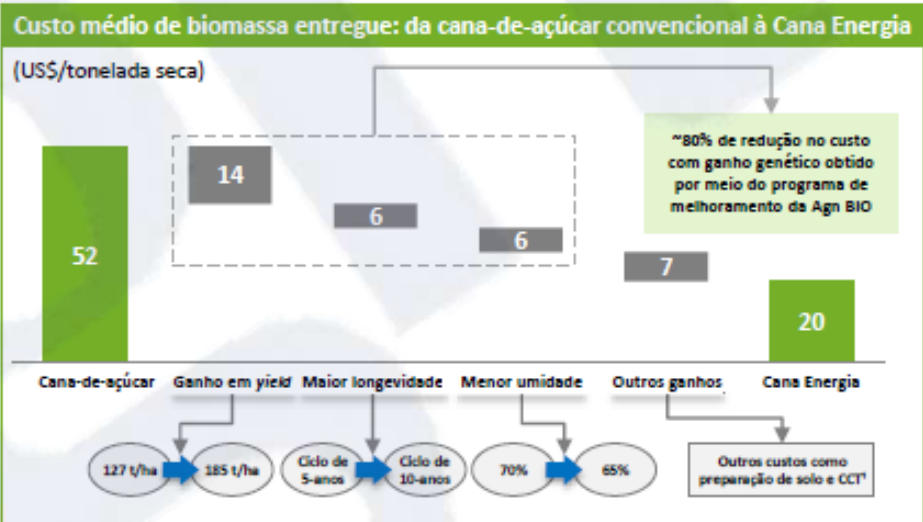 Custo médio de biomassa entregue: da cana-de-açúcar convencional à Cana Energia
(US$/tonelada seca)
~80% de redução no custo
com ganho genético obtido
por meio do programa de
melhoramento da Agn BIO
14
6
6
52
7
20
Cana-de-açúcar
Ganho em yield
Maior longevidade
Menor umidade
Outros ganhos
Cana Energia
127 t/ha
185 t/ha
Ciclo de
5-anos
Ciclo de
10-anos
70%
65%
Outros custos como
preparação de solo e CCT¹